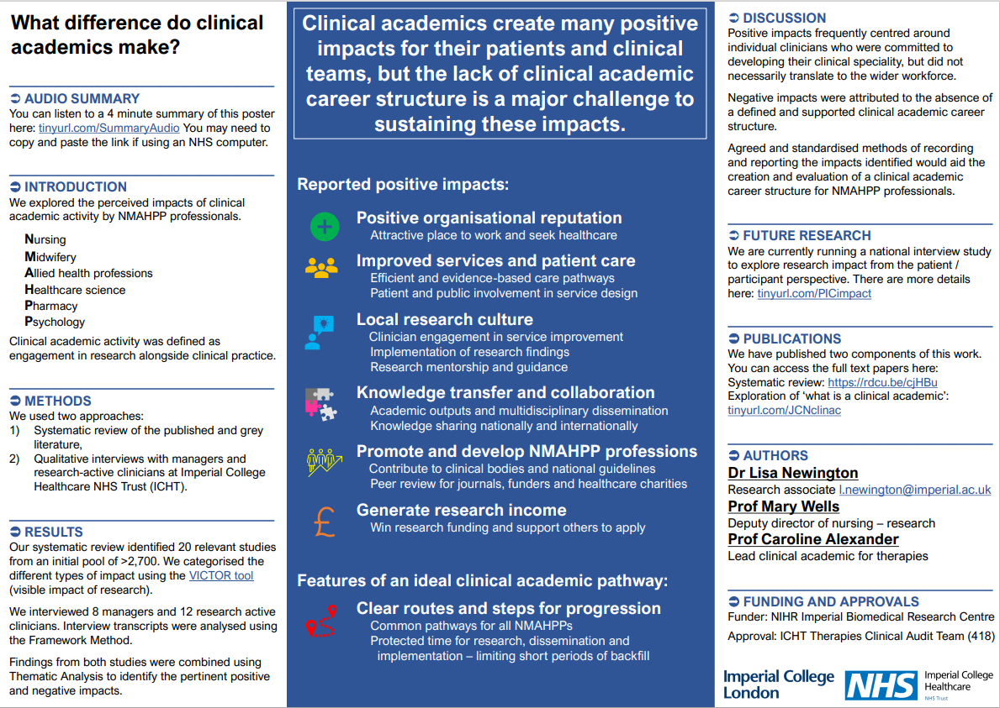 What difference do clinical
academics make?
AUDIO SUMMARY
You can listen to a 4 minute summary of this poster
here: tinyurl.com/SummaryAudio You may need to
copy and paste the link if using an NHS computer.
INTRODUCTION
We explored the perceived impacts of clinical
academic activity by NMAHPP professionals.
Nursing
Midwifery
Allied health professions
Healthcare science
Pharmacy
Psychology
Clinical academic activity was defined as
engagement in research alongside clinical practice.
METHODS
We used two approaches:
1) Systematic review of the published and grey
literature,
2) Qualitative interviews with managers and
research-active clinicians at Imperial College
Healthcare NHS Trust (ICHT).
RESULTS
Our systematic review identified 20 relevant studies
from an initial pool of >2,700. We categorised the
different types of impact using the VICTOR tool
(visible impact of research).
We interviewed 8 managers and 12 research active
clinicians. Interview transcripts were analysed using
the Framework Method.
Findings from both studies were combined using
Thematic Analysis to identify the pertinent positive
and negative impacts.
Clinical academics create many positive
impacts for their patients and clinical
teams, but the lack of clinical academic
career structure is a major challenge to
sustaining these impacts.
Reported positive impacts:
Positive organisational reputation
Attractive place to work and seek healthcare
Improved services and patient care
Efficient and evidence-based care pathways
Patient and public involvement in service design
Local research culture
Clinician engagement in service improvement
Implementation of research findings
Research mentorship and guidance
Knowledge transfer and collaboration
Academic outputs and multidisciplinary dissemination
Knowledge sharing nationally and internationally
Promote and develop NMAHPP professions
Contribute to clinical bodies and national guidelines
Peer review for journals, funders and healthcare charities
£
Generate research income
Win research funding and support others to apply
Features of an ideal clinical academic pathway:
Clear routes and steps for progression
Common pathways for all NMAHPPs
Protected time for research, dissemination and
implementation – limiting short periods of backfill
DISCUSSION
Positive impacts frequently centred around
individual clinicians who were committed to
developing their clinical speciality, but did not
necessarily translate to the wider workforce.
Negative impacts were attributed to the absence of
a defined and supported clinical academic career
structure.
Agreed and standardised methods of recording
and reporting the impacts identified would aid the
creation and evaluation of a clinical academic
career structure for NMAHPP professionals.
FUTURE RESEARCH
We are currently running a national interview study
to explore research impact from the patient /
participant perspective. There are more details
here: tinyurl.com/PICimpact
PUBLICATIONS
We have published two components of this work.
You can access the full text papers here:
Systematic review: https://rdcu.be/cjHBu
Exploration of ‘what is a clinical academic’:
tinyurl.com/JCNclinac
AUTHORS
Dr Lisa Newington
Research associate l.newington@imperial.ac.uk
Prof Mary Wells
Deputy director of nursing – research
Prof Caroline Alexander
Lead clinical academic for therapies
FUNDING AND APPROVALS
Funder: NIHR Imperial Biomedical Research Centre
Approval: ICHT Therapies Clinical Audit Team (418)
Imperial College
London
NHS
Imperial College
Healthcare
NHS Trust